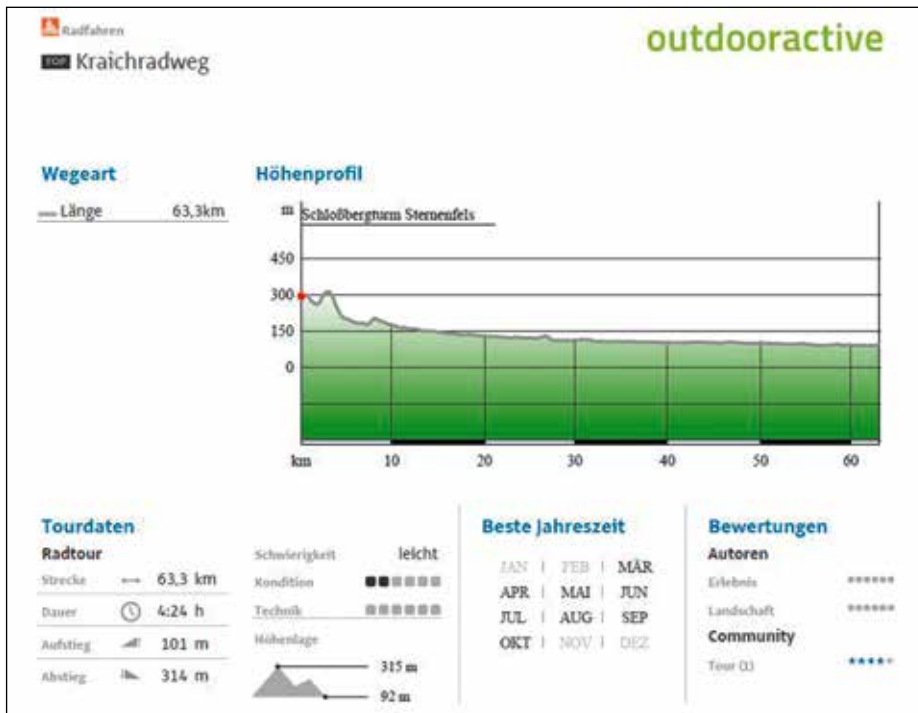 Radfahren
outdooractive
TOP Kraichradweg
Wegeart
Länge 63,3km
Höhenprofil
m Schloßbergturm Sternenfels
450
300
150
0
km 10 20 30 40 50 60
Tourdaten
Radtour
Strecke 63,3 km
Dauer 4:24 h
Aufstieg 101 m
Abstieg 314 m
Schwierigkeit leicht
Kondition
Technik
Höhenlage
315 m
92 m
Beste Jahreszeit
JAN | FEB | MÄR
APR | MAI | JUN
JUL | AUG | SEP
OKT | NOV | DEZ
Bewertungen
Autoren
Erlebnis
Landschaft
Community
Tour (1)